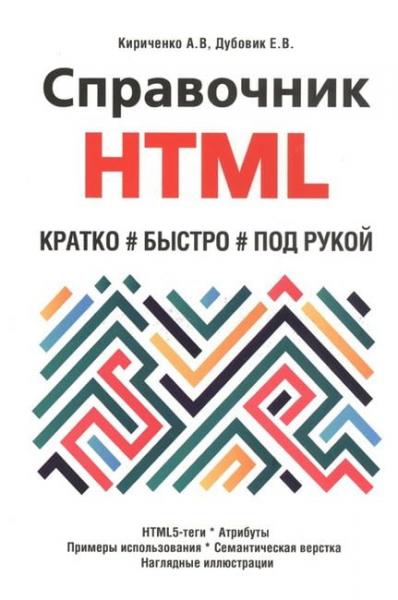 Кириченко А.В, Дубовик Е.В.
Справочник
HTML
КРАТКО # БЫСТРО # ПОД РУКОЙ
HTML5-теги * Атрибуты
Примеры использования * Семантическая верстка
Наглядные иллюстрации